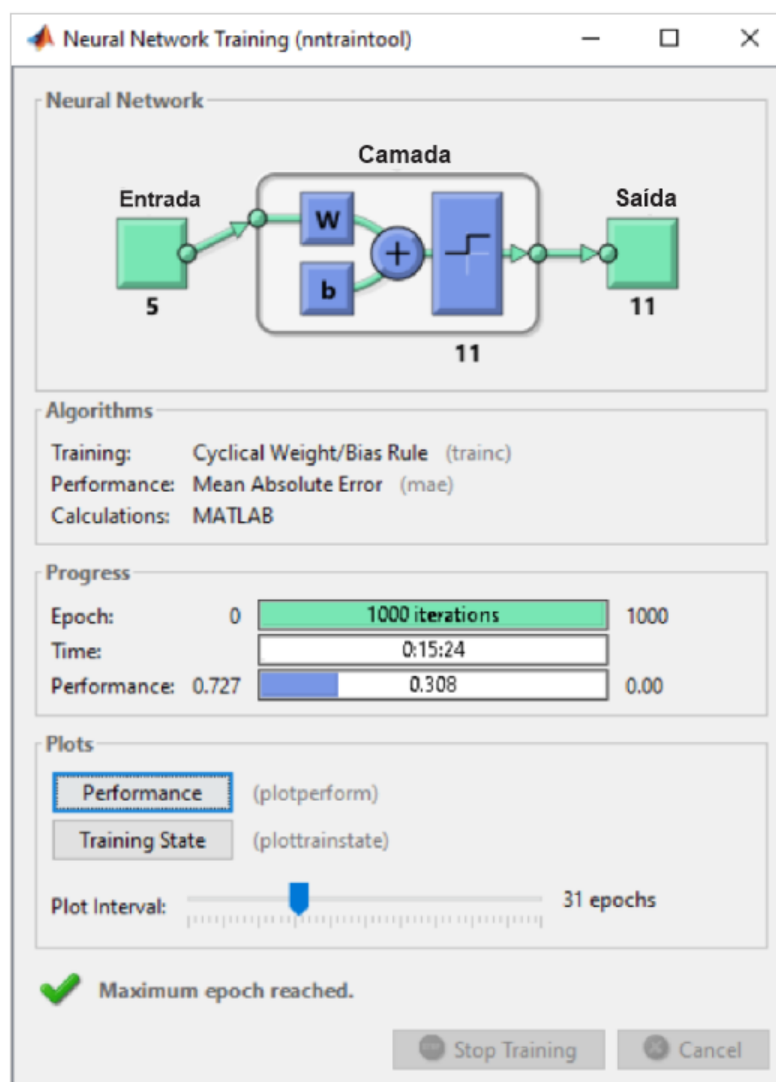 Neural Network Training (nntraintool)
Neural Network
Camada
Entrada
Saída
W
b
+
5
11
11
Algorithms
Training: Cyclical Weight/Bias Rule (trainc)
Performance: Mean Absolute Error (mae)
Calculations: MATLAB
Progress
Epoch: 0 1000 iterations 1000
Time: 0:15:24
Performance: 0.727 0.308 0.00
Plots
Performance (plotperform)
Training State (plottrainstate)
Plot Interval: 31 epochs
Maximum epoch reached.
Stop Training Cancel